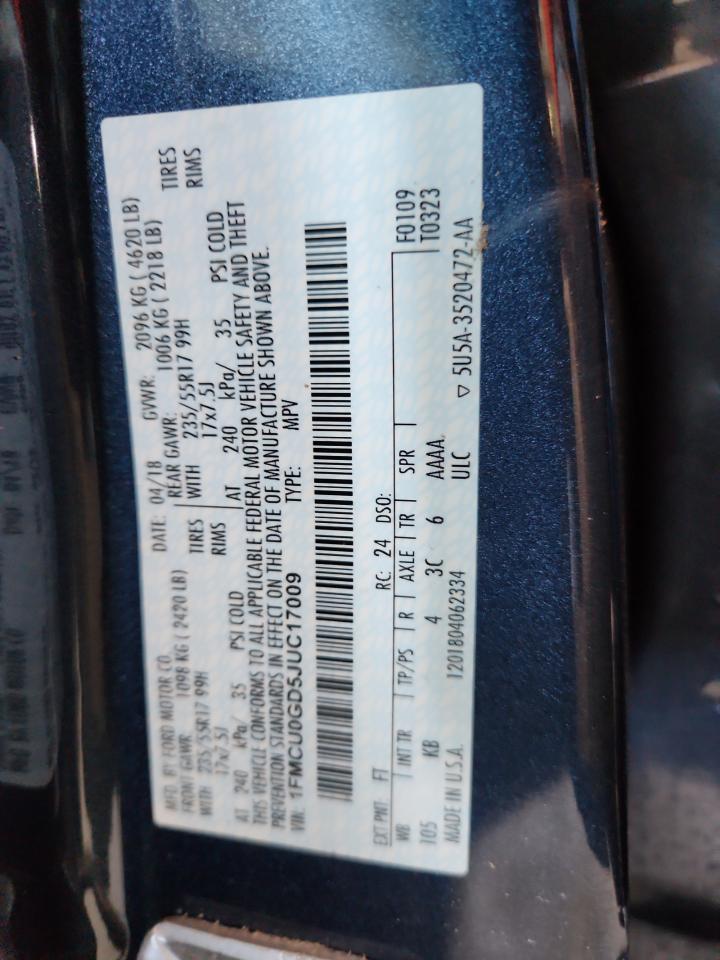 MFD. BY FORD MOTOR CO.
DATE: 04/18 GVWR: 2096 KG ( 4620 LB)
FRONT GAWR: 1098 KG ( 2420 LB) REAR GAWR: 1006 KG ( 2218 LB)
WITH 235/55R17 99H TIRES WITH 235/55R17 99H TIRES
17x7.5J RIMS 17x7.5J RIMS
AT 240 kPa/ 35 PSI COLD AT 240 kPa/ 35 PSI COLD
THIS VEHICLE CONFORMS TO ALL APPLICABLE FEDERAL MOTOR VEHICLE SAFETY AND THEFT
PREVENTION STANDARDS IN EFFECT ON THE DATE OF MANUFACTURE SHOWN ABOVE.
VIN: 1FMCU0GD5JUC17009 TYPE: MPV
EXT PNT: FT RC: 24 DSO: F0109
WB INT TR TP/PS R AXLE TR SPR T0323
105 KB 4 3C 6 AAAA
ULC
MADE IN U.S.A. 1201804062334 ▽ 5U5A-3520472-AA